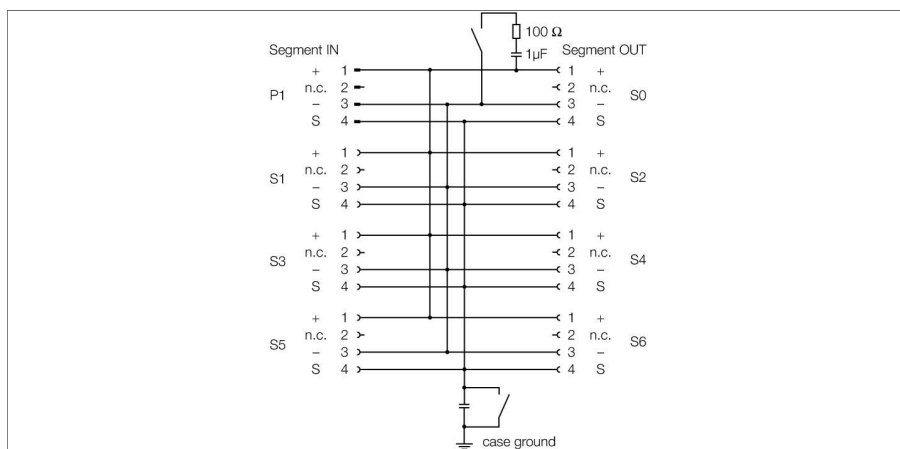 100 Ω
Segment IN 1µF Segment OUT
+ 1 1 +
n.c. 2 2 n.c.
P1 S0
– 3 3 –
S 4 4 S
+ 1 1 +
n.c. 2 2 n.c.
S1 S2
– 3 3 –
S 4 4 S
+ 1 1 +
n.c. 2 2 n.c.
S3 S4
– 3 3 –
S 4 4 S
+ 1 1 +
n.c. 2 2 n.c.
S5 S6
– 3 3 –
S 4 4 S
case ground